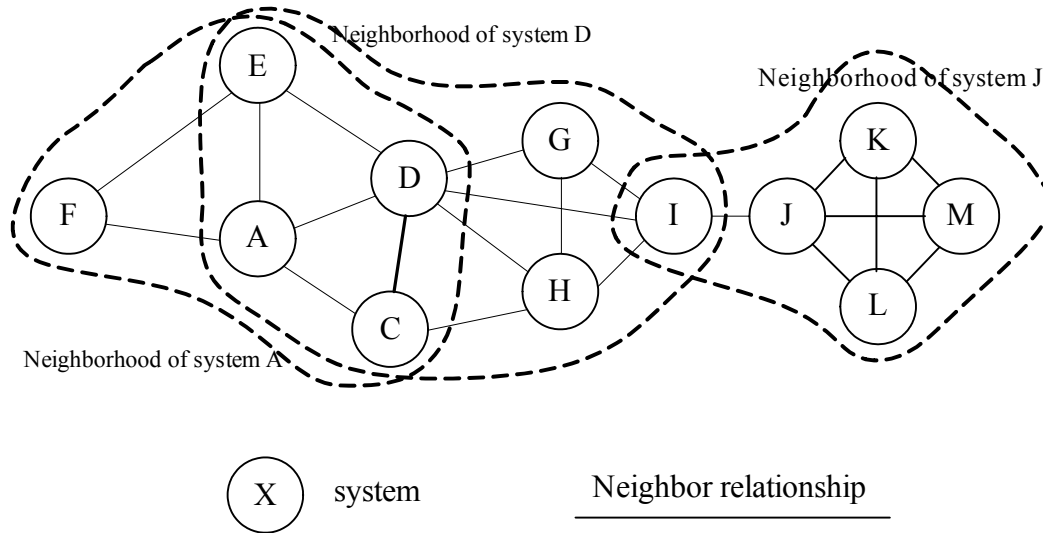 Neighborhood of system D
E
Neighborhood of system J
G
K
D
F
I
J
M
A
H
L
C
Neighborhood of system A
X
system
Neighbor relationship